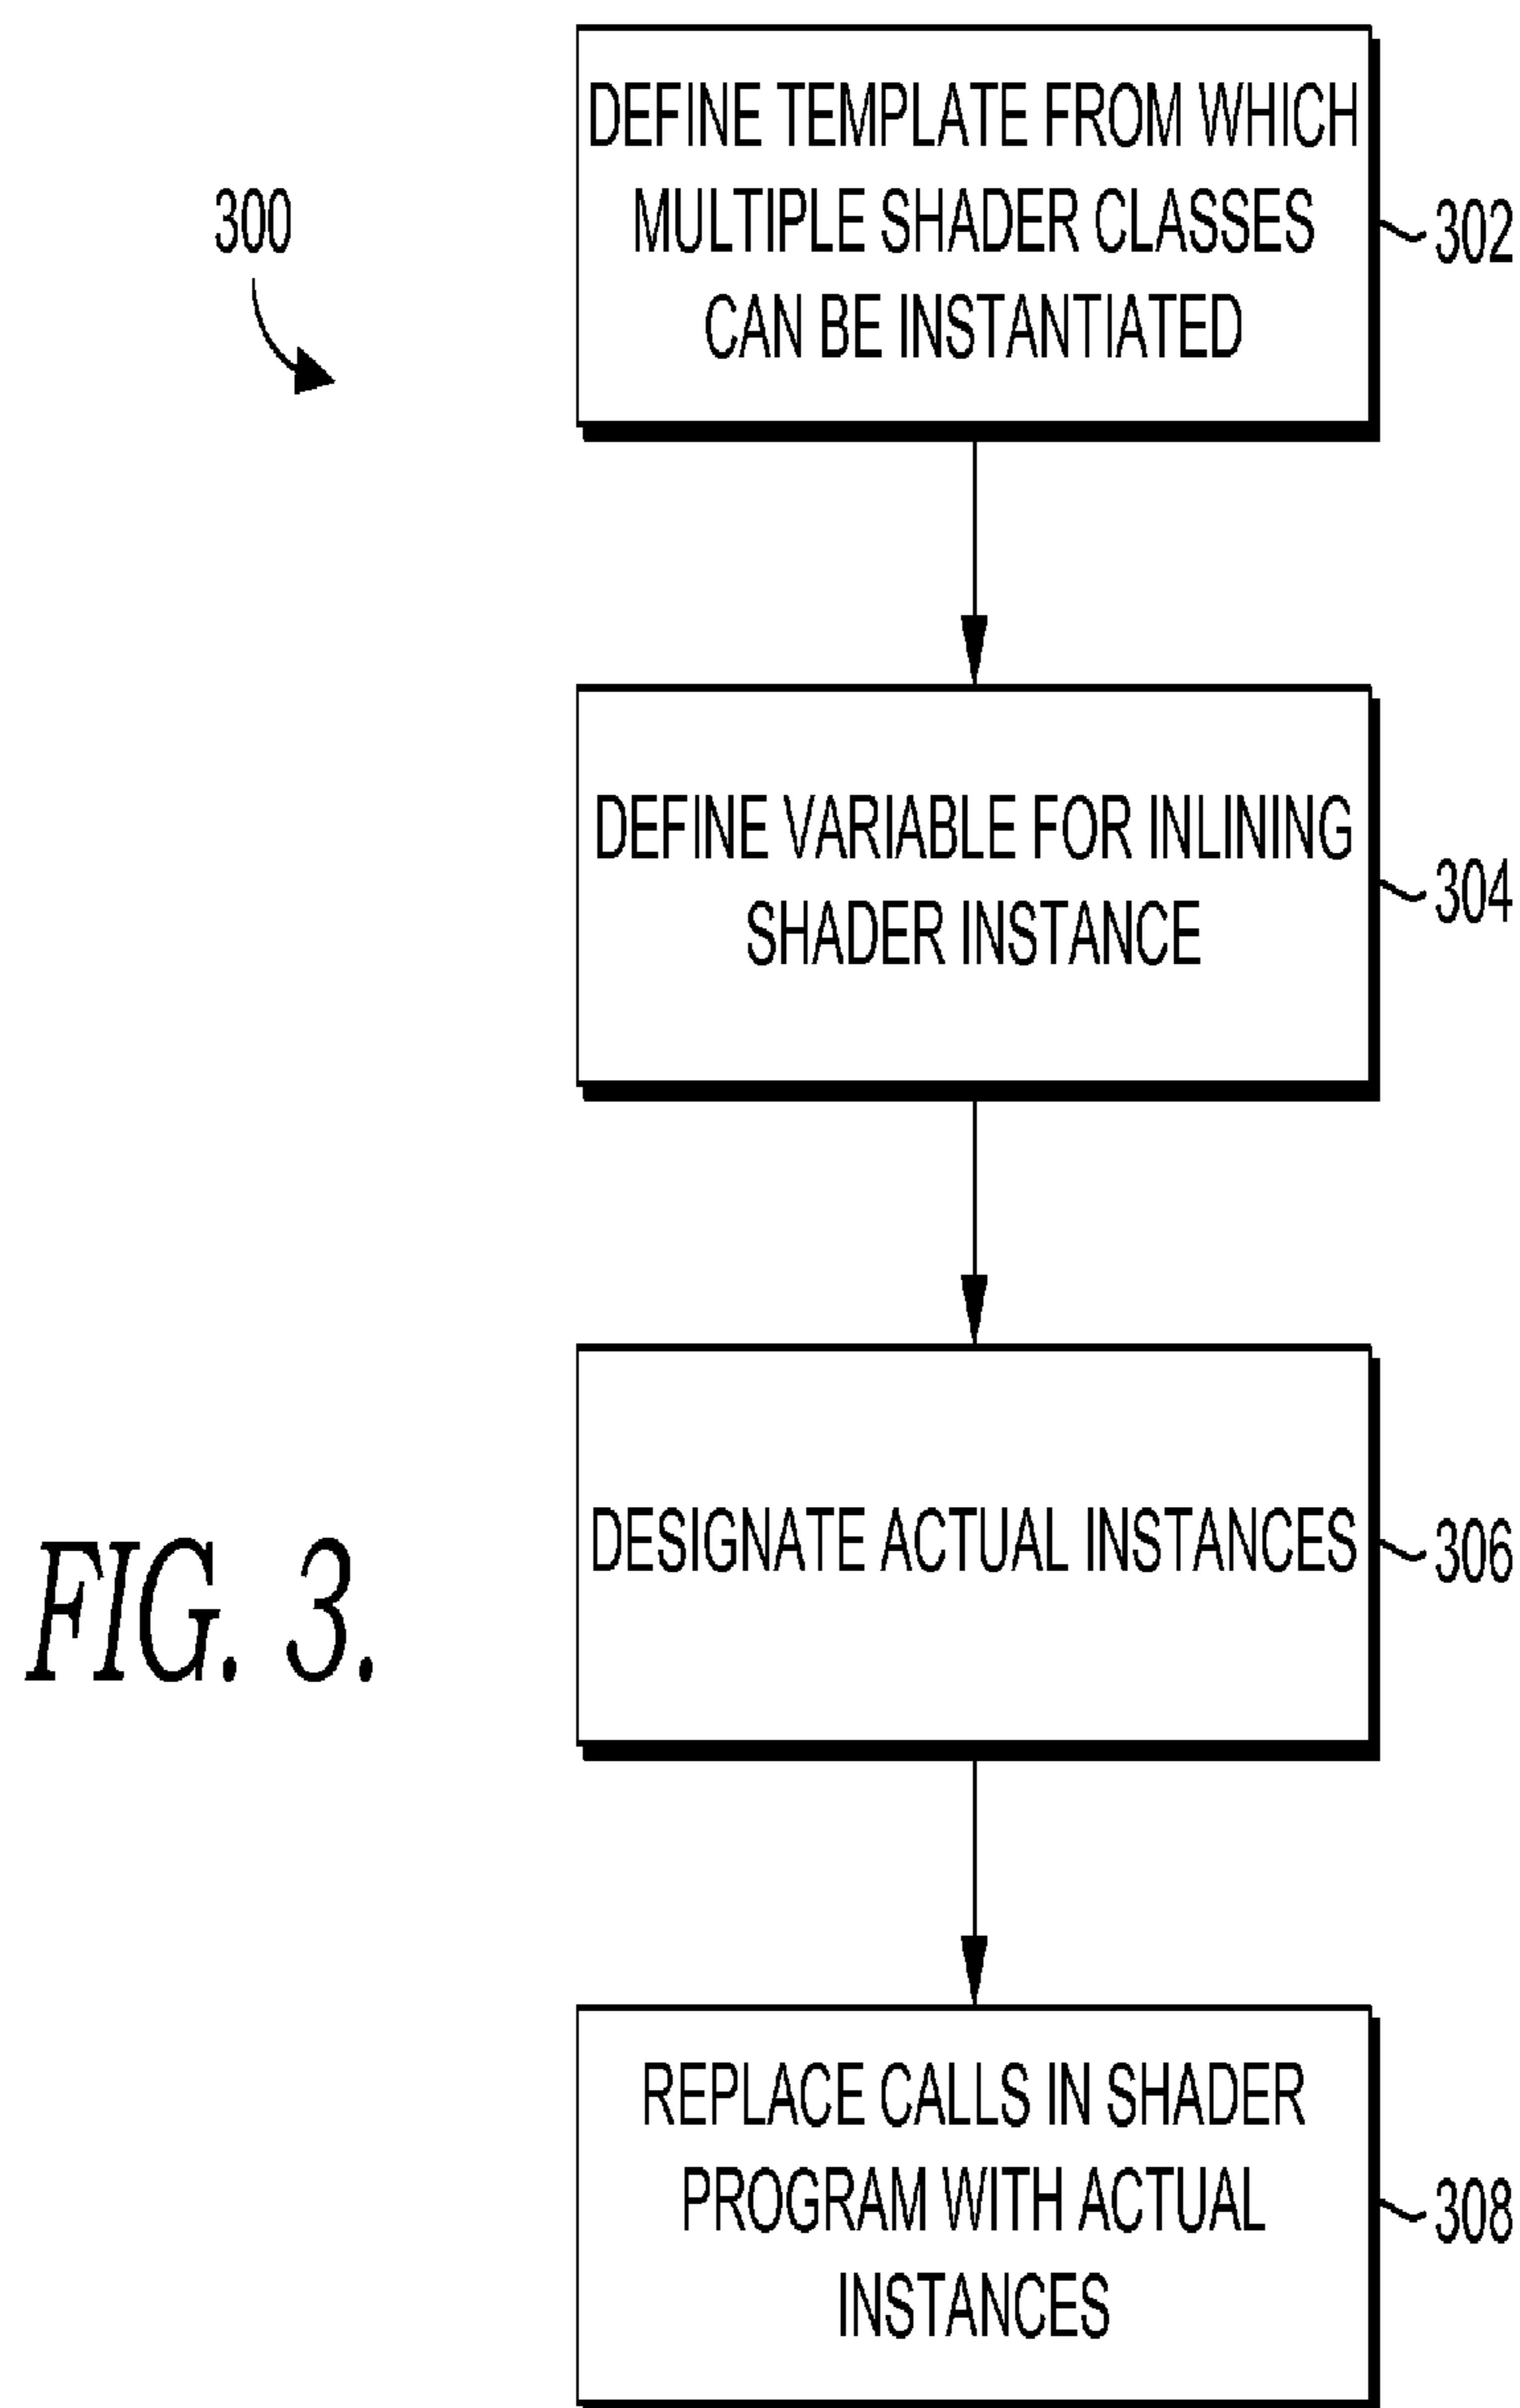 300
DEFINE TEMPLATE FROM WHICH
MULTIPLE SHADER CLASSES
CAN BE INSTANTIATED
302
DEFINE VARIABLE FOR INLINING
SHADER INSTANCE
304
DESIGNATE ACTUAL INSTANCES
306
REPLACE CALLS IN SHADER
PROGRAM WITH ACTUAL
INSTANCES
308
FIG. 3.